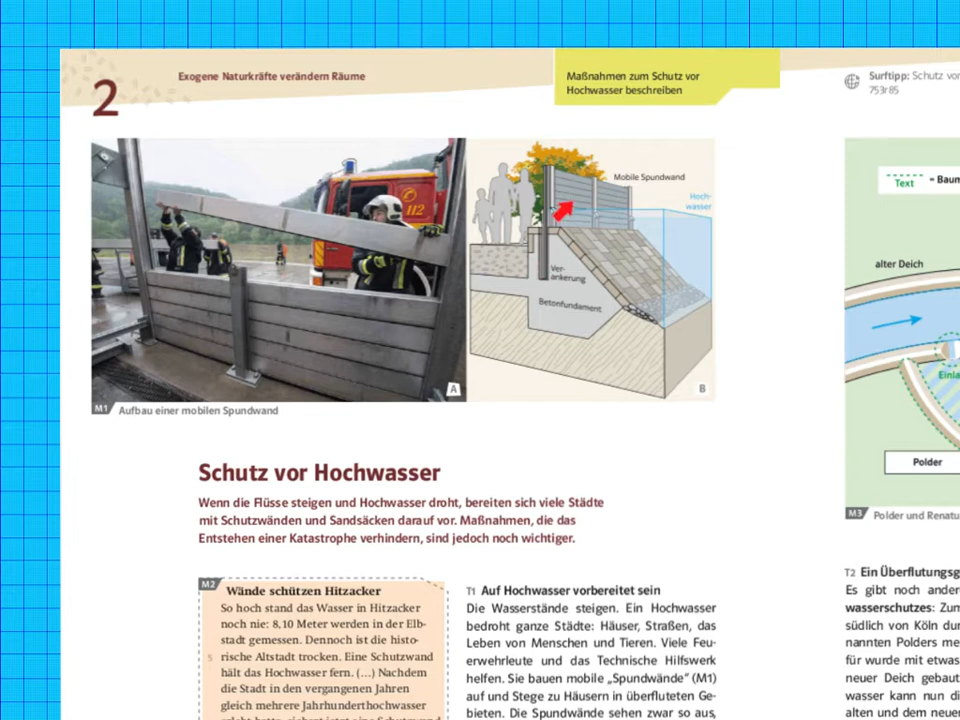 2
Exogene Naturkräfte verändern Räume
Maßnahmen zum Schutz vor
Hochwasser beschreiben
Surftipp: Schutz vor
753r85
112
Mobile Spundwand
Hoch-
wasser
Ver-
ankerung
Betonfundament
A
B
M1 Aufbau einer mobilen Spundwand
Text = Baum
alter Deich
Einla
Polder
M3 Polder und Renatu
Schutz vor Hochwasser
Wenn die Flüsse steigen und Hochwasser droht, bereiten sich viele Städte
mit Schutzwänden und Sandsäcken darauf vor. Maßnahmen, die das
Entstehen einer Katastrophe verhindern, sind jedoch noch wichtiger.
M2
Wände schützen Hitzacker
So hoch stand das Wasser in Hitzacker
noch nie: 8,10 Meter werden in der Elb-
stadt gemessen. Dennoch ist die histo-
5 rische Altstadt trocken. Eine Schutzwand
hält das Hochwasser fern. (...) Nachdem
die Stadt in den vergangenen Jahren
gleich mehrere Jahrhunderthochwasser
T1 Auf Hochwasser vorbereitet sein
Die Wasserstände steigen. Ein Hochwasser
bedroht ganze Städte: Häuser, Straßen, das
Leben von Menschen und Tieren. Viele Feu-
erwehrleute und das Technische Hilfswerk
helfen. Sie bauen mobile „Spundwände" (M1)
auf und Stege zu Häusern in überfluteten Ge-
bieten. Die Spundwände sehen zwar so aus,
T2 Ein Überflutungsg
Es gibt noch ander
wasserschutzes: Zum
südlich von Köln dur
nannten Polders me
für wurde mit etwas
neuer Deich gebaut
wasser kann nun di
alten und dem neuer